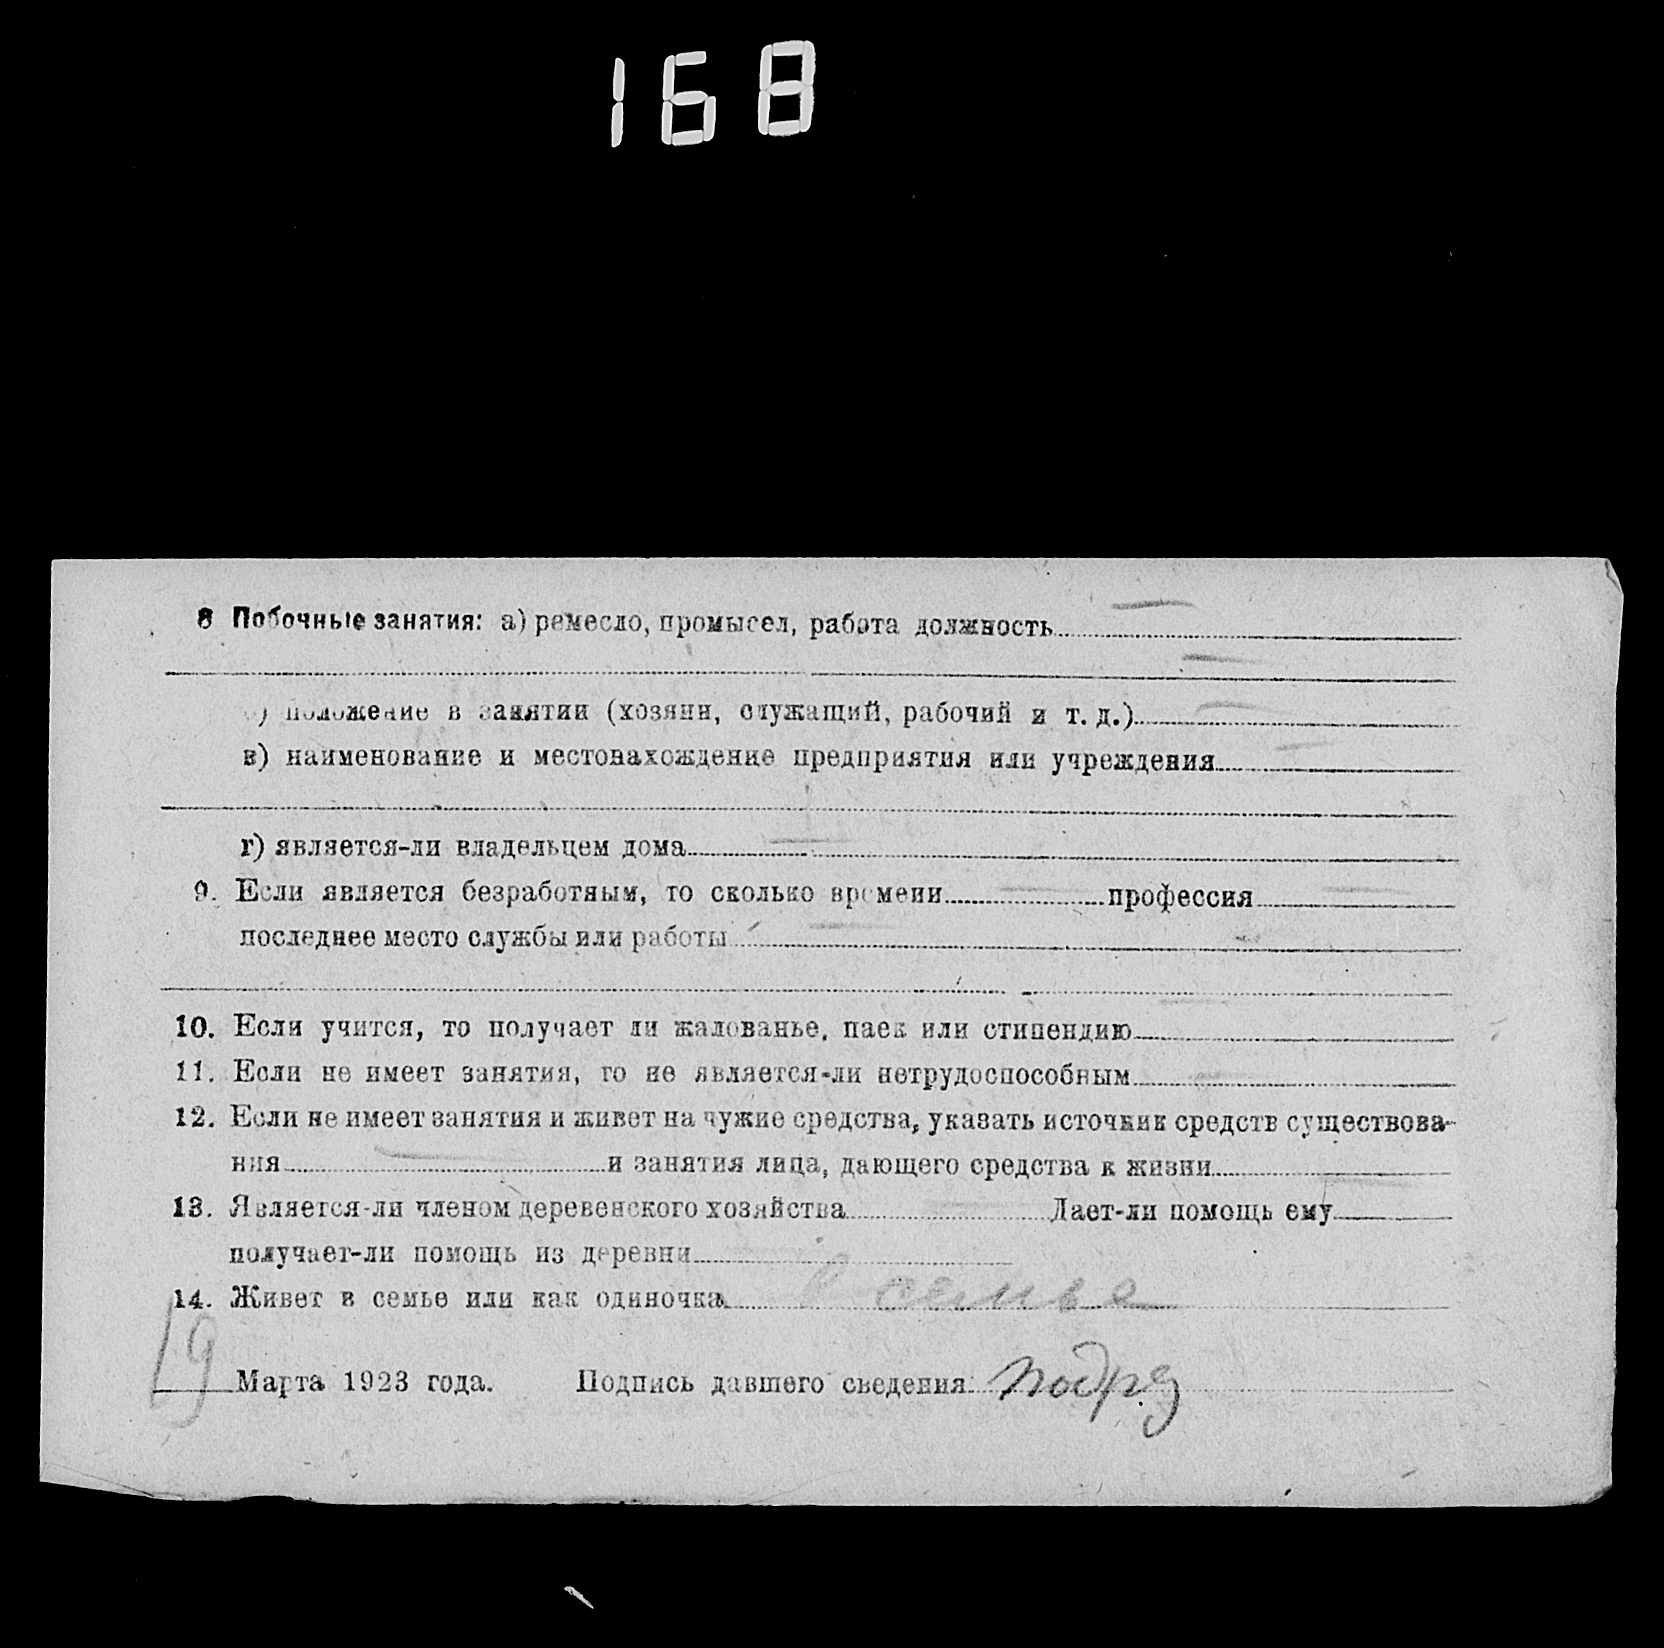 168
8 Побочные занятия: а) ремесло, промысел, работа должность —
—
б) положение в занятии (хозяин, служащий, рабочий и т. д.) —
в) наименование и местонахождение предприятия или учреждения —
г) является-ли владельцем дома —
9. Если является безработным, то сколько времени — профессия —
последнее место службы или работы —
10. Если учится, то получает ли жалованье, паек или стипендию —
11. Если не имеет занятия, то не является-ли нетрудоспособным —
12. Если не имеет занятия и живет на чужие средства, указать источник средств существова-
ния — и занятия лица, дающего средства к жизни —
13. Является-ли членом деревенского хозяйства — Дает-ли помощь ему —
получает-ли помощь из деревни
14. Живет в семье или как одиночка в семье
19 Марта 1923 года. Подпись давшего сведения